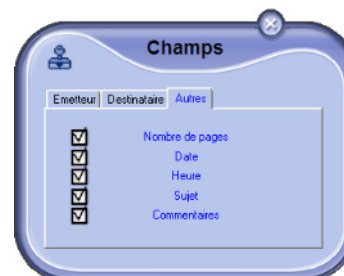 Champs
Emetteur Destinataire Autres
Nombre de pages
Date
Heure
Sujet
Commentaires